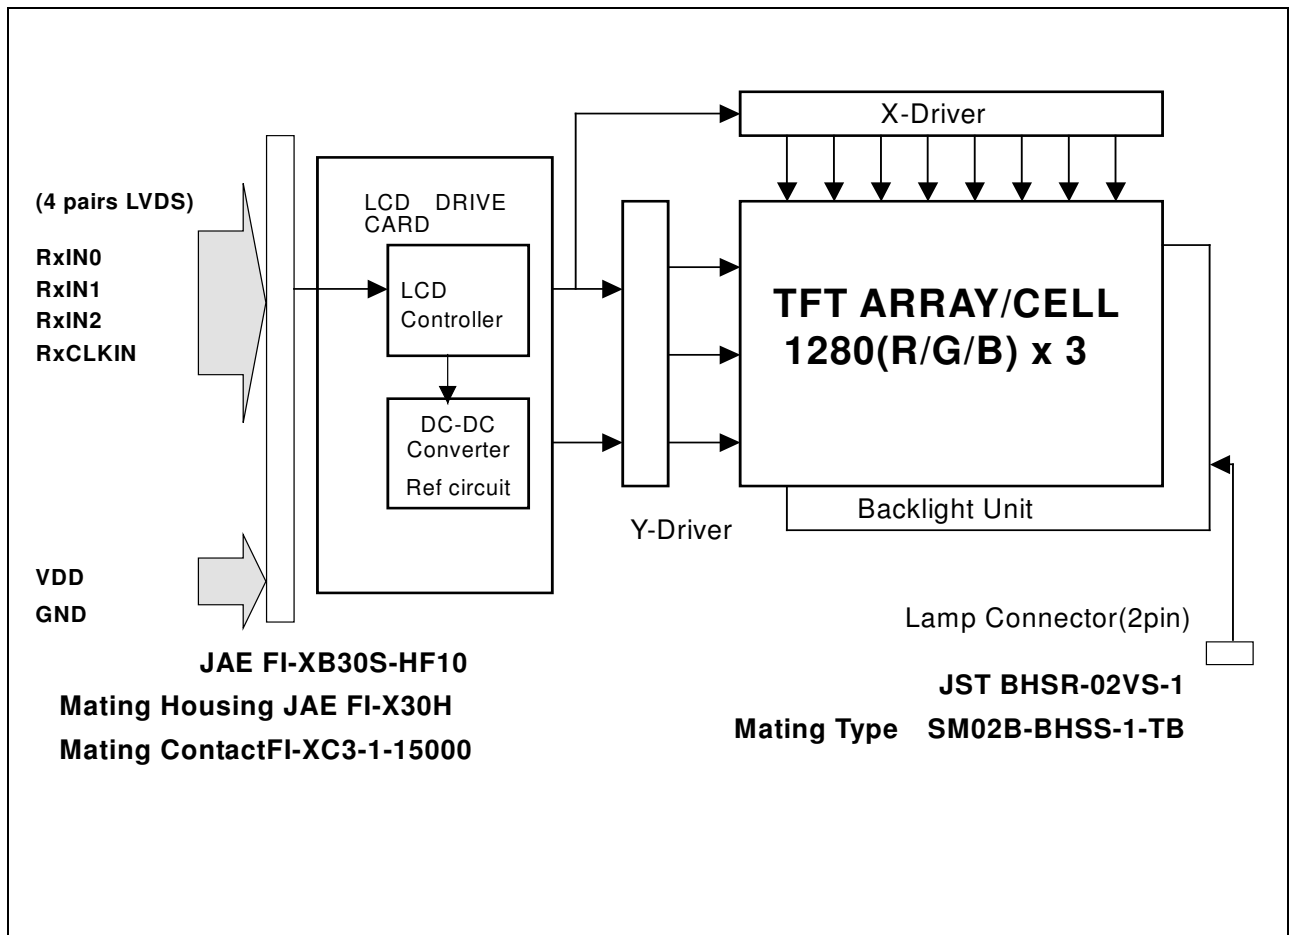 X-Driver
(4 pairs LVDS)
RxIN0
RxIN1
RxIN2
RxCLKIN
LCD DRIVE
CARD
LCD
Controller
DC-DC
Converter
Ref circuit
TFT ARRAY/CELL
1280(R/G/B) x 3
Backlight Unit
Y-Driver
VDD
GND
Lamp Connector(2pin)
JAE FI-XB30S-HF10
Mating Housing JAE FI-X30H
Mating ContactFI-XC3-1-15000
JST BHSR-02VS-1
Mating Type SM02B-BHSS-1-TB